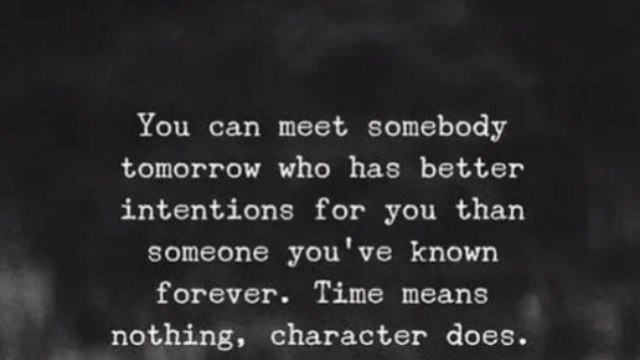 You can meet somebody
tomorrow who has better
intentions for you than
someone you've known
forever. Time means
nothing, character does.